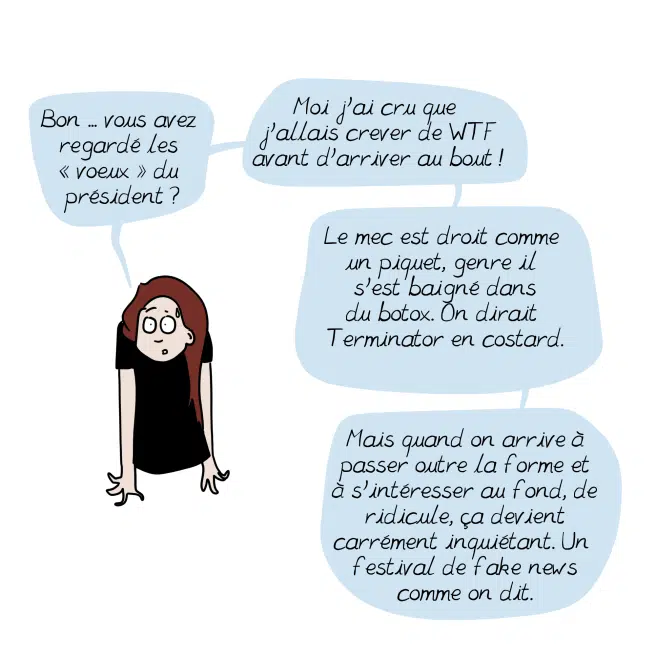 Bon ... vous avez
regardé les
« voeux » du
président ?
Moi j'ai cru que
j'allais crever de WTF
avant d'arriver au bout !
Le mec est droit comme
un piquet, genre il
s'est baigné dans
du botox. On dirait
Terminator en costard.
Mais quand on arrive à
passer outre la forme et
à s'intéresser au fond, de
ridicule, ça devient
carrément inquiétant. Un
festival de fake news
comme on dit.